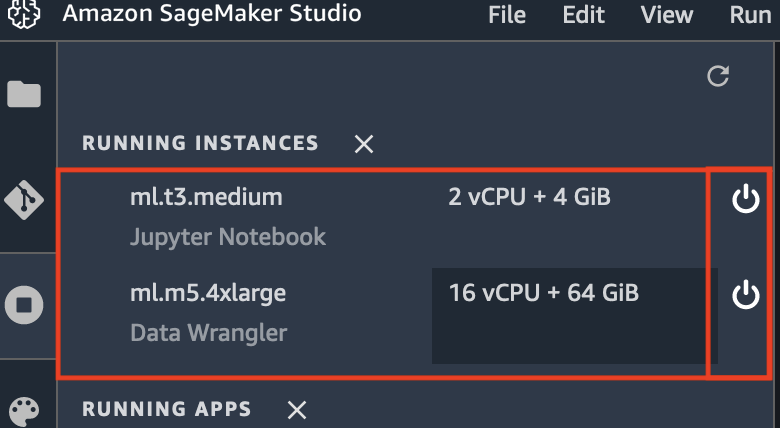 Amazon SageMaker Studio File Edit View Run
RUNNING INSTANCES
ml.t3.medium 2 vCPU + 4 GiB
Jupyter Notebook
ml.m5.4xlarge 16 vCPU + 64 GiB
Data Wrangler
RUNNING APPS